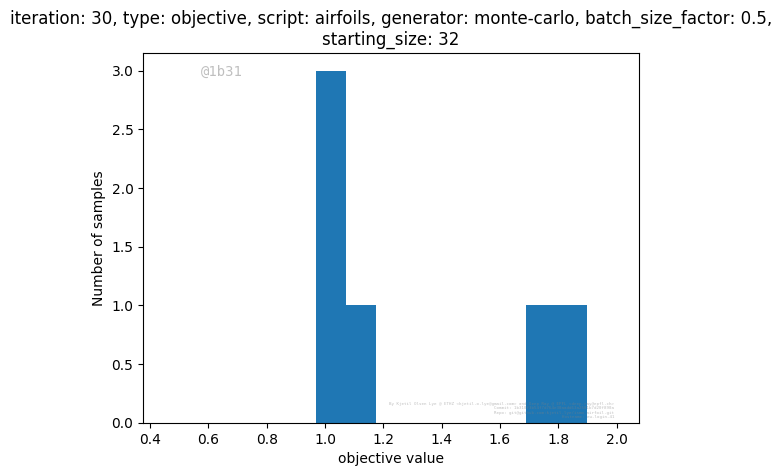 iteration: 30, type: objective, script: airfoils, generator: monte-carlo, batch_size_factor: 0.5,
starting_size: 32
@1b31
3.0
2.5
2.0
1.5
1.0
0.5
0.0
Number of samples
0.4 0.6 0.8 1.0 1.2 1.4 1.6 1.8 2.0
objective value